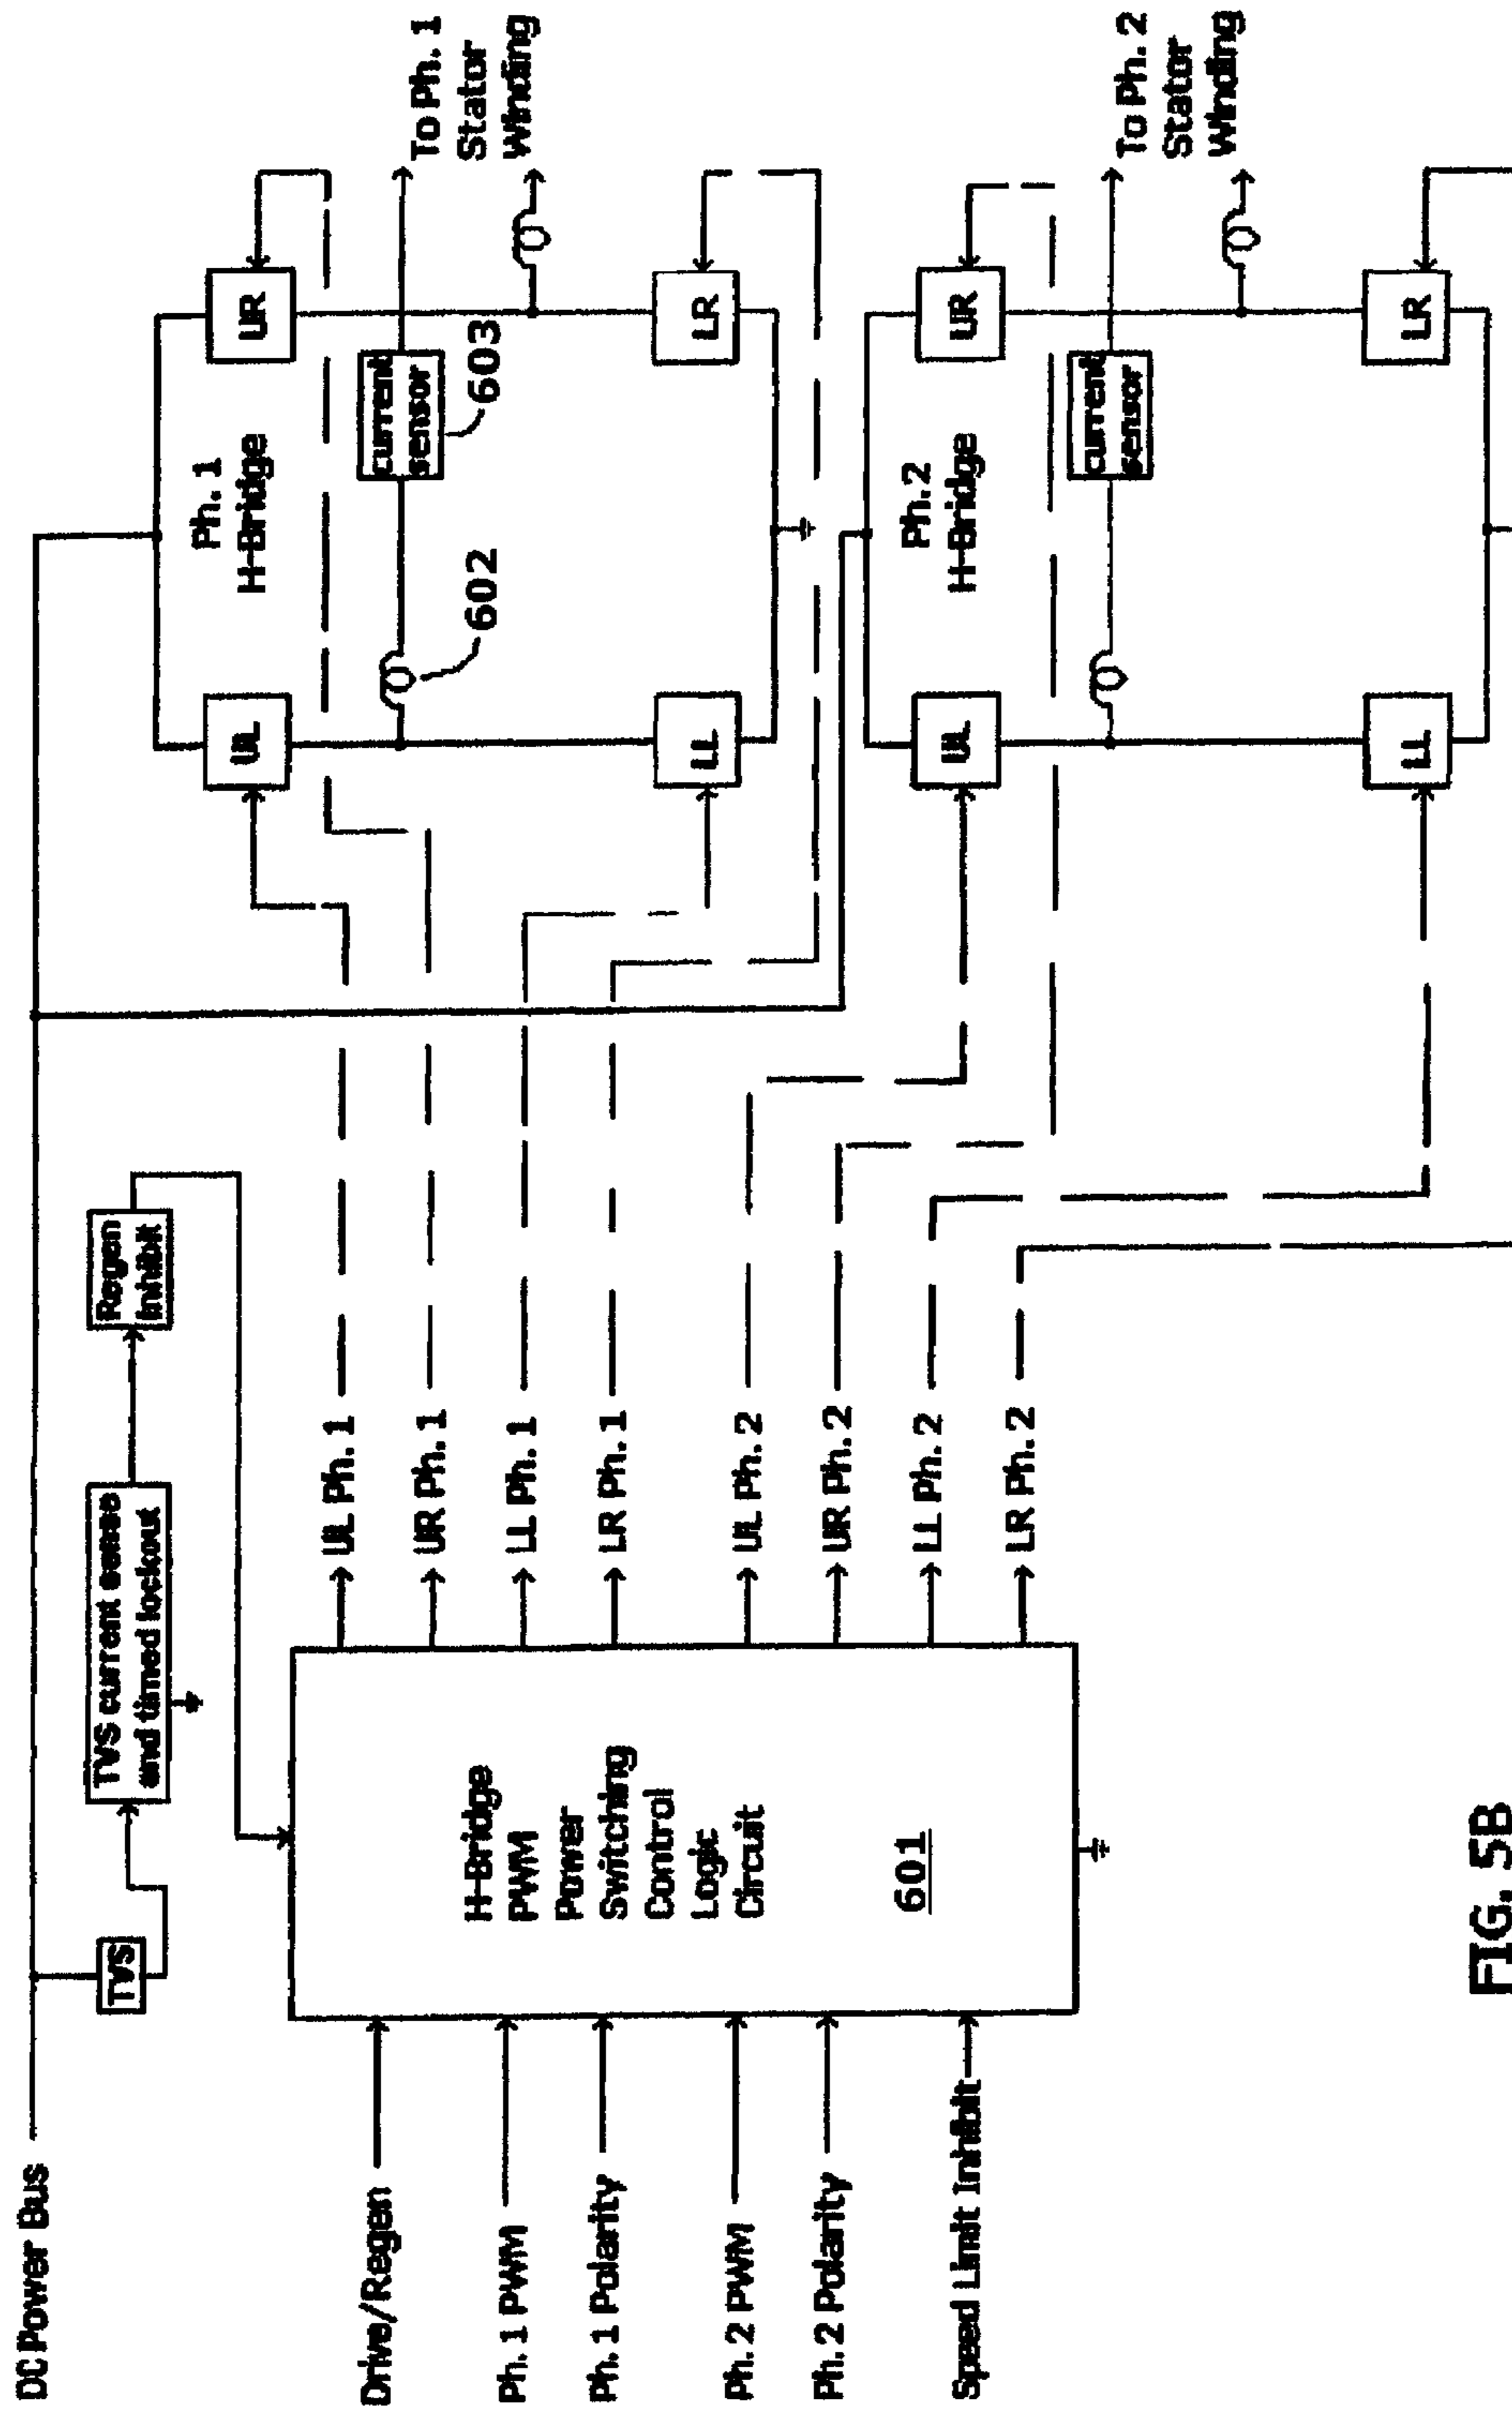 DC Power Bus
TVS
TVS current sense
and timed lockout
Regen
Inhibit
Drive/Regen
Ph. 1 PWM
Ph. 1 Polarity
Ph. 2 PWM
Ph. 2 Polarity
Speed Limit Inhibit
H-Bridge
PWM
Power
Switching
Control
Logic
Circuit
601
UL Ph. 1
UR Ph. 1
LL Ph. 1
LR Ph. 1
UL Ph. 2
UR Ph. 2
LL Ph. 2
LR Ph. 2
Ph. 1
H-Bridge
UL
UR
602
current
sensor
603
LL
LR
To Ph. 1
Stator
Winding
Ph. 2
H-Bridge
UL
UR
current
sensor
LL
LR
To Ph. 2
Stator
Winding
FIG. 5B